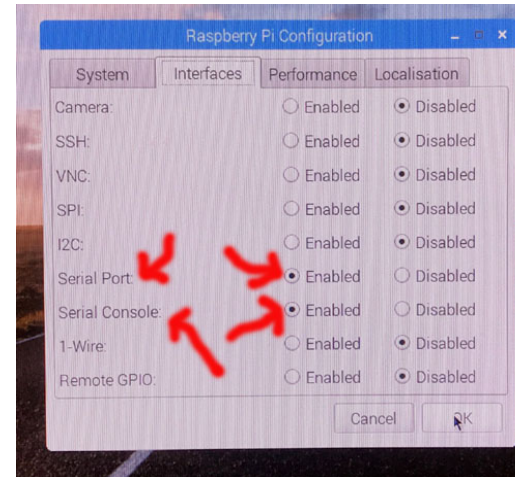 Raspberry Pi Configuration
System Interfaces Performance Localisation
Camera: Enabled Disabled
SSH: Enabled Disabled
VNC: Enabled Disabled
SPI: Enabled Disabled
I2C: Enabled Disabled
Serial Port: Enabled Disabled
Serial Console: Enabled Disabled
1-Wire: Enabled Disabled
Remote GPIO: Enabled Disabled
Cancel OK